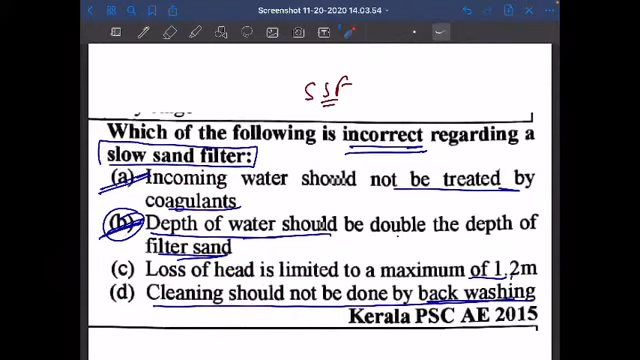 Screenshot 11-20-2020 14.03.54
SSF
Which of the following is incorrect regarding a
slow sand filter:
(a) Incoming water should not be treated by
coagulants
(b) Depth of water should be double the depth of
filter sand
(c) Loss of head is limited to a maximum of 1.2m
(d) Cleaning should not be done by back washing
Kerala PSC AE 2015